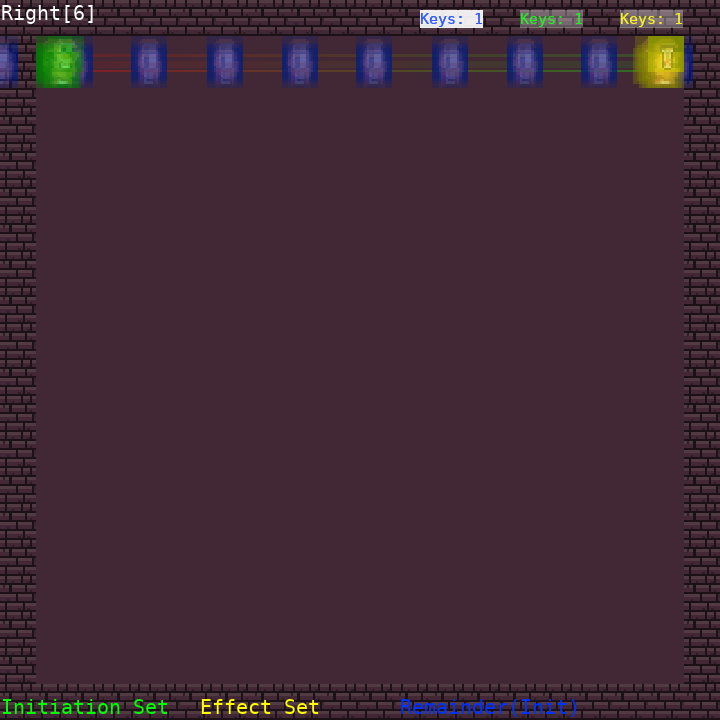 Right[6]
Keys: 1 Keys: 1 Keys: 1
Initiation Set Effect Set Remainder(Init)